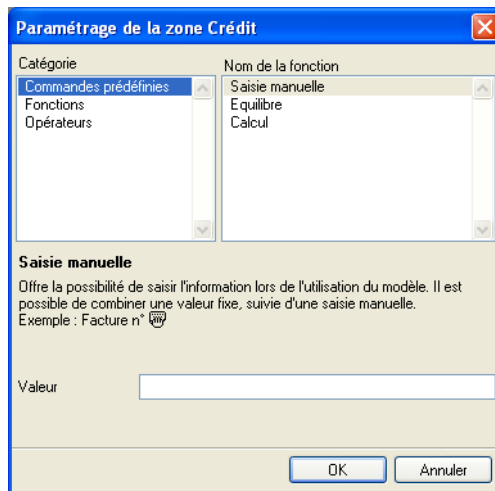 Paramétrage de la zone Crédit
Catégorie
Nom de la fonction
Commandes prédéfinies
Fonctions
Opérateurs
Saisie manuelle
Equilibre
Calcul
Saisie manuelle
Offre la possibilité de saisir l'information lors de l'utilisation du modèle. Il est
possible de combiner une valeur fixe, suivie d'une saisie manuelle.
Exemple : Facture n°
Valeur
OK
Annuler